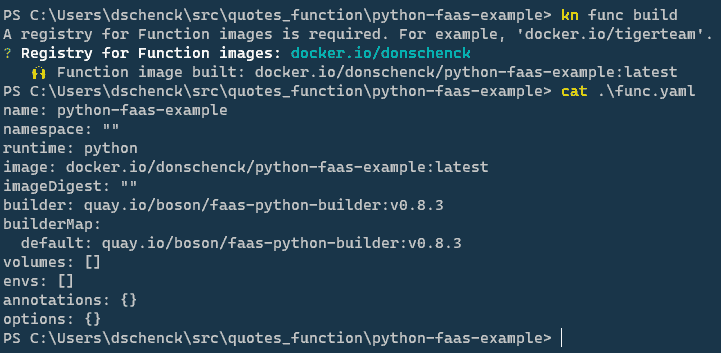 PS C:\Users\dschenck\src\quotes_function\python-faas-example> kn func build
A registry for Function images is required. For example, 'docker.io/tigerteam'.
? Registry for Function images: docker.io/donschenck
🙌 Function image built: docker.io/donschenck/python-faas-example:latest
PS C:\Users\dschenck\src\quotes_function\python-faas-example> cat .\func.yaml
name: python-faas-example
namespace: ""
runtime: python
image: docker.io/donschenck/python-faas-example:latest
imageDigest: ""
builder: quay.io/boson/faas-python-builder:v0.8.3
builderMap:
  default: quay.io/boson/faas-python-builder:v0.8.3
volumes: []
envs: []
annotations: {}
options: {}
PS C:\Users\dschenck\src\quotes_function\python-faas-example>